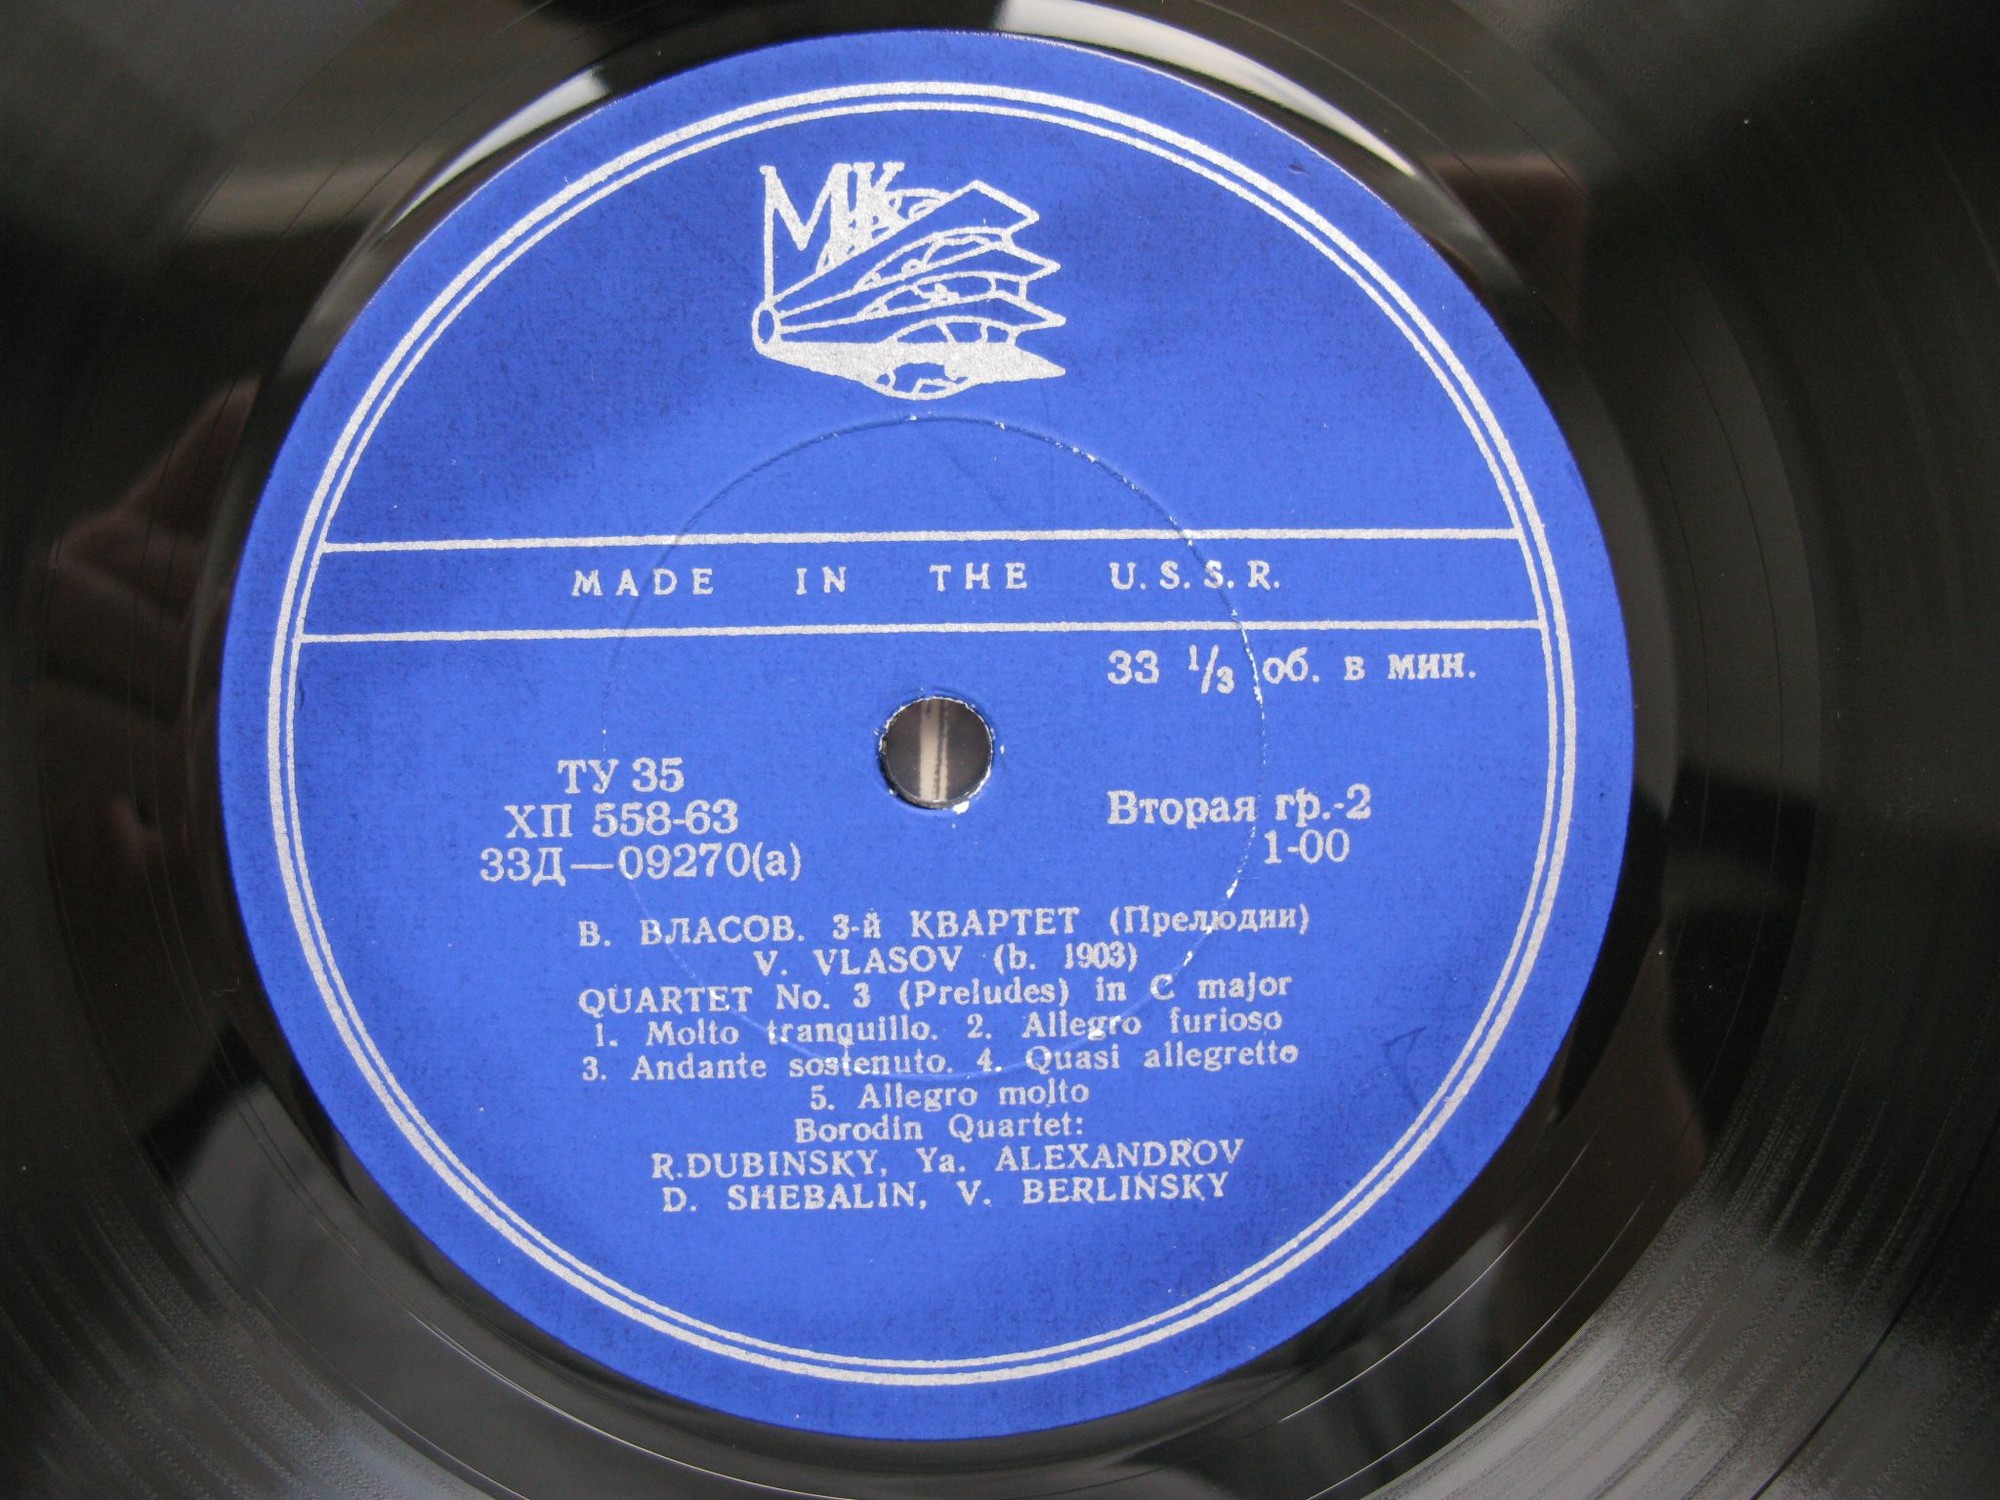 МК
MADE IN THE U.S.S.R.
33 1/3 об. в мин.
ТУ 35
ХП 558-63
33Д—09270(а)
Вторая гр.-2
1-00
В. ВЛАСОВ. 3-й КВАРТЕТ (Прелюдии)
V. VLASOV (b. 1903)
QUARTET No. 3 (Preludes) in C major
1. Molto tranquillo. 2. Allegro furioso
3. Andante sostenuto. 4. Quasi allegretto
5. Allegro molto
Borodin Quartet:
R.DUBINSKY, Ya. ALEXANDROV
D. SHEBALIN, V. BERLINSKY